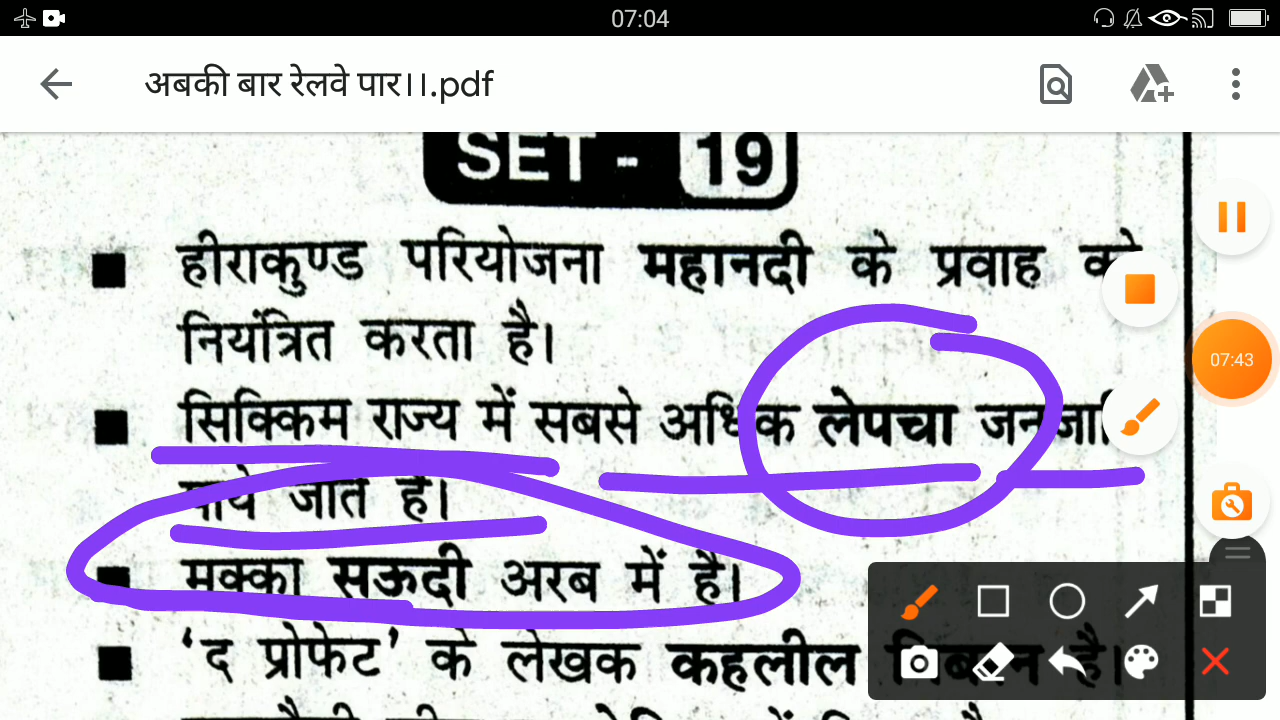 07:04
अबकी बार रेलवे पार।।.pdf
SET - 19
■ हीराकुण्ड परियोजना महानदी के प्रवाह को
नियंत्रित करता है।
07:43
■ सिक्किम राज्य में सबसे अधिक लेपचा
पाये जाते हैं।
■ मक्का सऊदी अरब में है।
■ ‘द प्रोफेट’ के लेखक कहलील है।